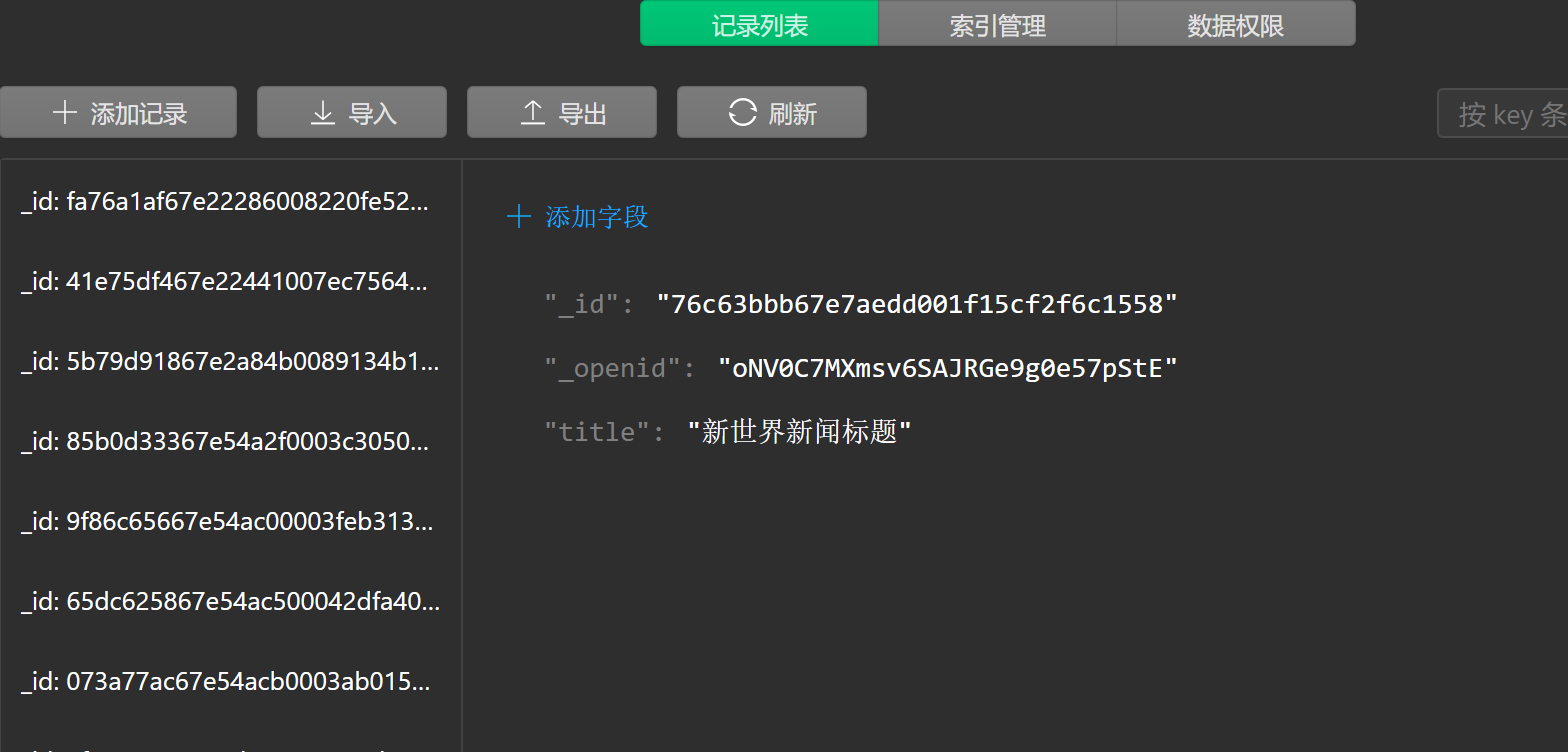 记录列表 索引管理 数据权限
添加记录 导入 导出 刷新 按 key 条
_id: fa76a1af67e22286008220fe52...
_id: 41e75df467e22441007ec7564...
_id: 5b79d91867e2a84b0089134b1...
_id: 85b0d33367e54a2f0003c3050...
_id: 9f86c65667e54ac00003feb313...
_id: 65dc625867e54ac500042dfa40...
_id: 073a77ac67e54acb0003ab015...
添加字段
"_id": "76c63bbb67e7aedd001f15cf2f6c1558"
"_openid": "oNV0C7MXmsv6SAJRGe9g0e57pStE"
"title": "新世界新闻标题"